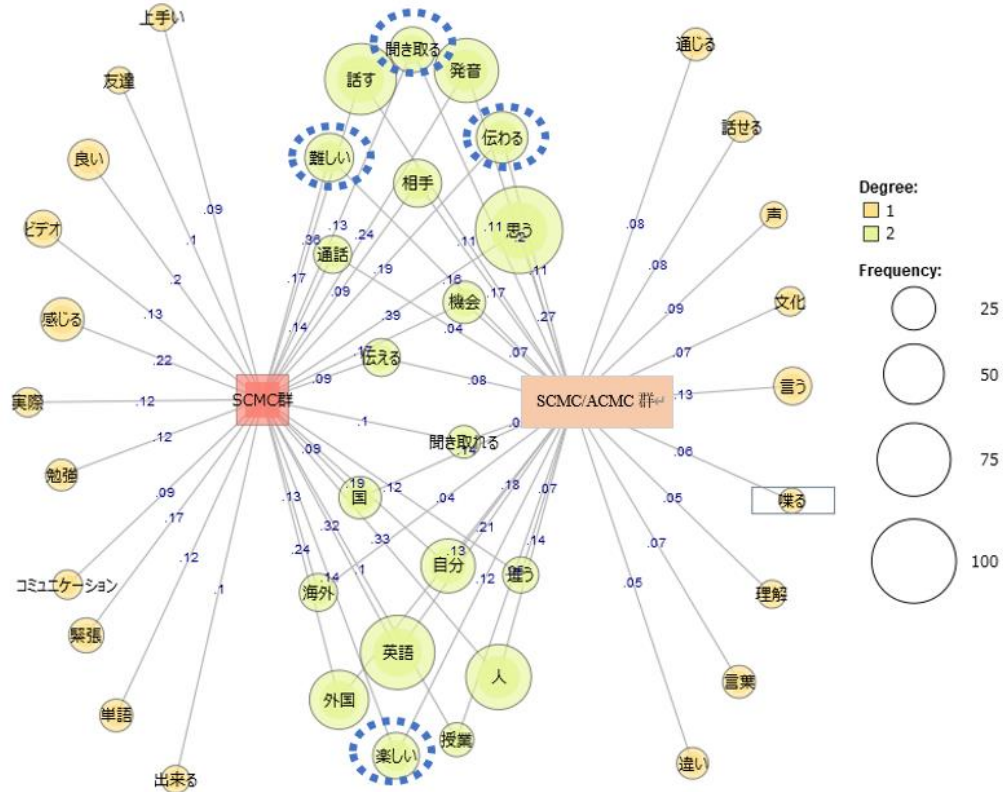 上手い
聞き取る
通じる
話す
発音
友達
話せる
伝わる
良い
難しい
相手
.09
声
ビデオ
.13
.36
.24
.11
思う
.2
.08
.1
通話
.19
.11
.11
.08
.2
.17
.09
.16
.17
機会
.09
文化
感じる
.13
.14
.39
.04
.27
.22
伝える
.07
.07
.09
.08
言う
.13
実際
.12
SCMC群
SCMC/ACMC 群
.1
聞き取れる
.14
.12
.09
.06
勉強
.19
.12
.18
.07
喋る
.09
.13
国
.04
.05
.17
.32
.33
.21
.14
.24
.13
.07
コミュニケーション
.12
.14
.1
自分
.12
違う
.05
理解
海外
.1
緊張
英語
人
言葉
単語
外国
授業
楽しい
違い
出来る
Degree:
1
2
Frequency:
25
50
75
100